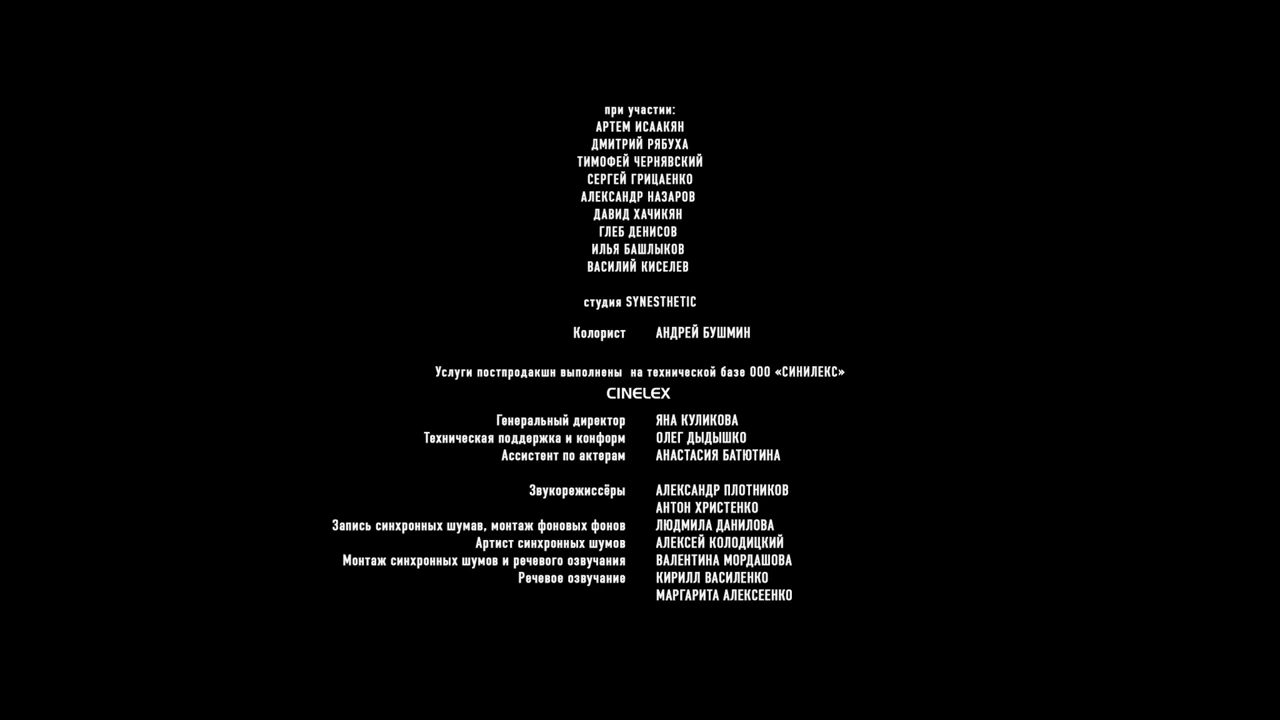 при участии:
АРТЕМ ИСААКЯН
ДМИТРИЙ РЯБУХА
ТИМОФЕЙ ЧЕРНЯВСКИЙ
СЕРГЕЙ ГРИЦАЕНКО
АЛЕКСАНДР НАЗАРОВ
ДАВИД ХАЧИКЯН
ГЛЕБ ДЕНИСОВ
ИЛЬЯ БАШЛЫКОВ
ВАСИЛИЙ КИСЕЛЕВ
студия SYNESTHETIC
Колорист АНДРЕЙ БУШМИН
Услуги постпродакшн выполнены на технической базе ООО «СИНИЛЕКС»
CINELEX
Генеральный директор ЯНА КУЛИКОВА
Техническая поддержка и конформ ОЛЕГ ДЫДЫШКО
Ассистент по актерам АНАСТАСИЯ БАТЮТИНА
Звукорежиссёры АЛЕКСАНДР ПЛОТНИКОВ
АНТОН ХРИСТЕНКО
Запись синхронных шумав, монтаж фоновых фонов ЛЮДМИЛА ДАНИЛОВА
Артист синхронных шумов АЛЕКСЕЙ КОЛОДИЦКИЙ
Монтаж синхронных шумов и речевого озвучания ВАЛЕНТИНА МОРДАШОВА
Речевое озвучание КИРИЛЛ ВАСИЛЕНКО
МАРГАРИТА АЛЕКСЕЕНКО